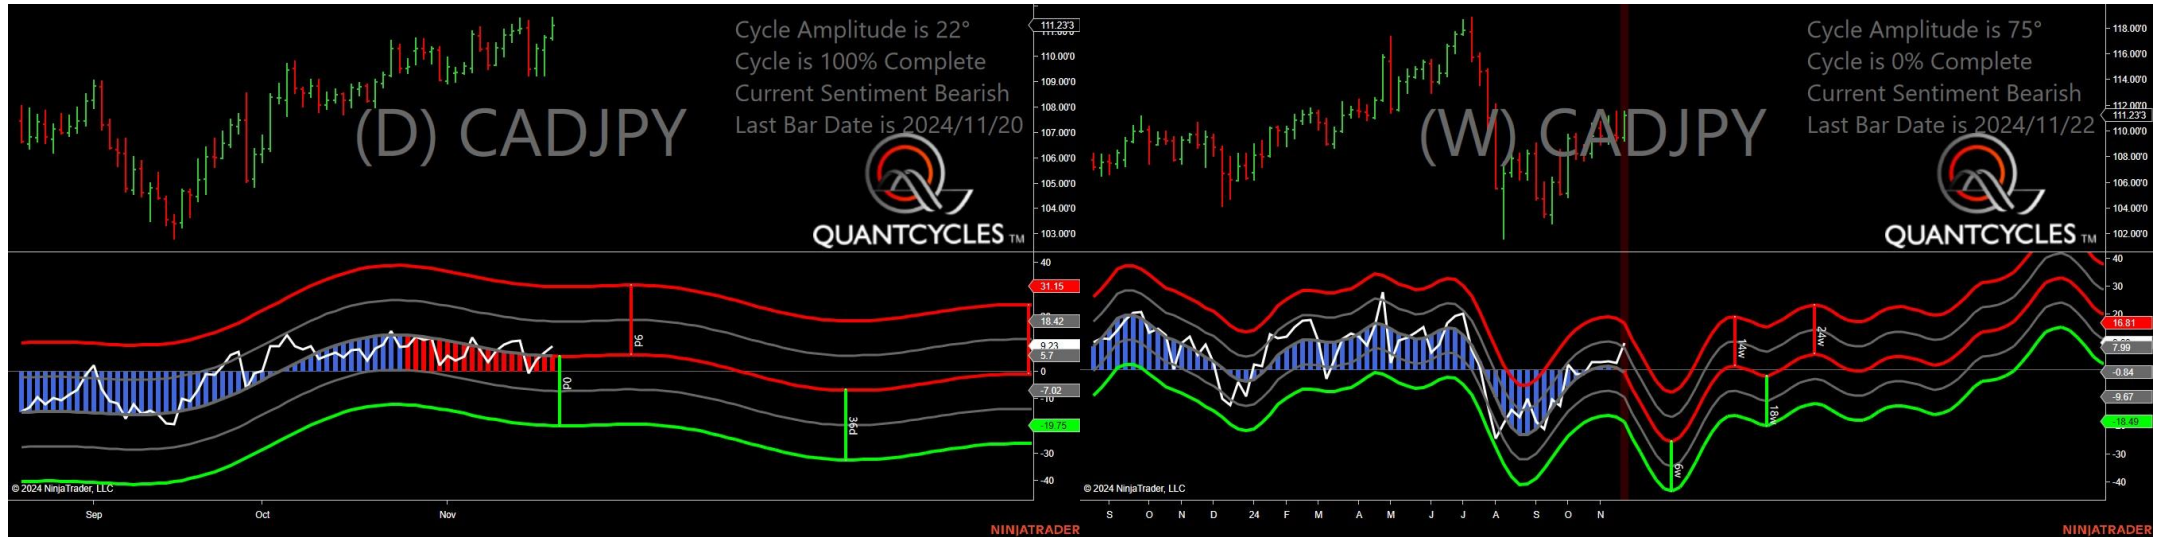 Cycle Amplitude is 22°
Cycle is 100% Complete
Current Sentiment Bearish
Last Bar Date is 2024/11/20
(D) CADJPY
QUANTCYCLES TM
111.23'3
110.00'0
109.00'0
108.00'0
107.00'0
106.00'0
105.00'0
104.00'0
103.00'0
40
31.15
18.42
9.23
5.7
0
-7.02
-19.75
-30
-40
9d
0d
36d
© 2024 NinjaTrader, LLC
Sep Oct Nov
NINJATRADER
Cycle Amplitude is 75°
Cycle is 0% Complete
Current Sentiment Bearish
Last Bar Date is 2024/11/22
(W) CADJPY
QUANTCYCLES TM
118.00'0
116.00'0
114.00'0
112.00'0
111.23'3
110.00'0
108.00'0
106.00'0
104.00'0
102.00'0
40
30
20
16.81
7.99
-0.84
-9.67
-18.49
-30
-40
14w
24w
18w
6w
© 2024 NinjaTrader, LLC
S O N D 24 F M A M J J A S O N
NINJATRADER